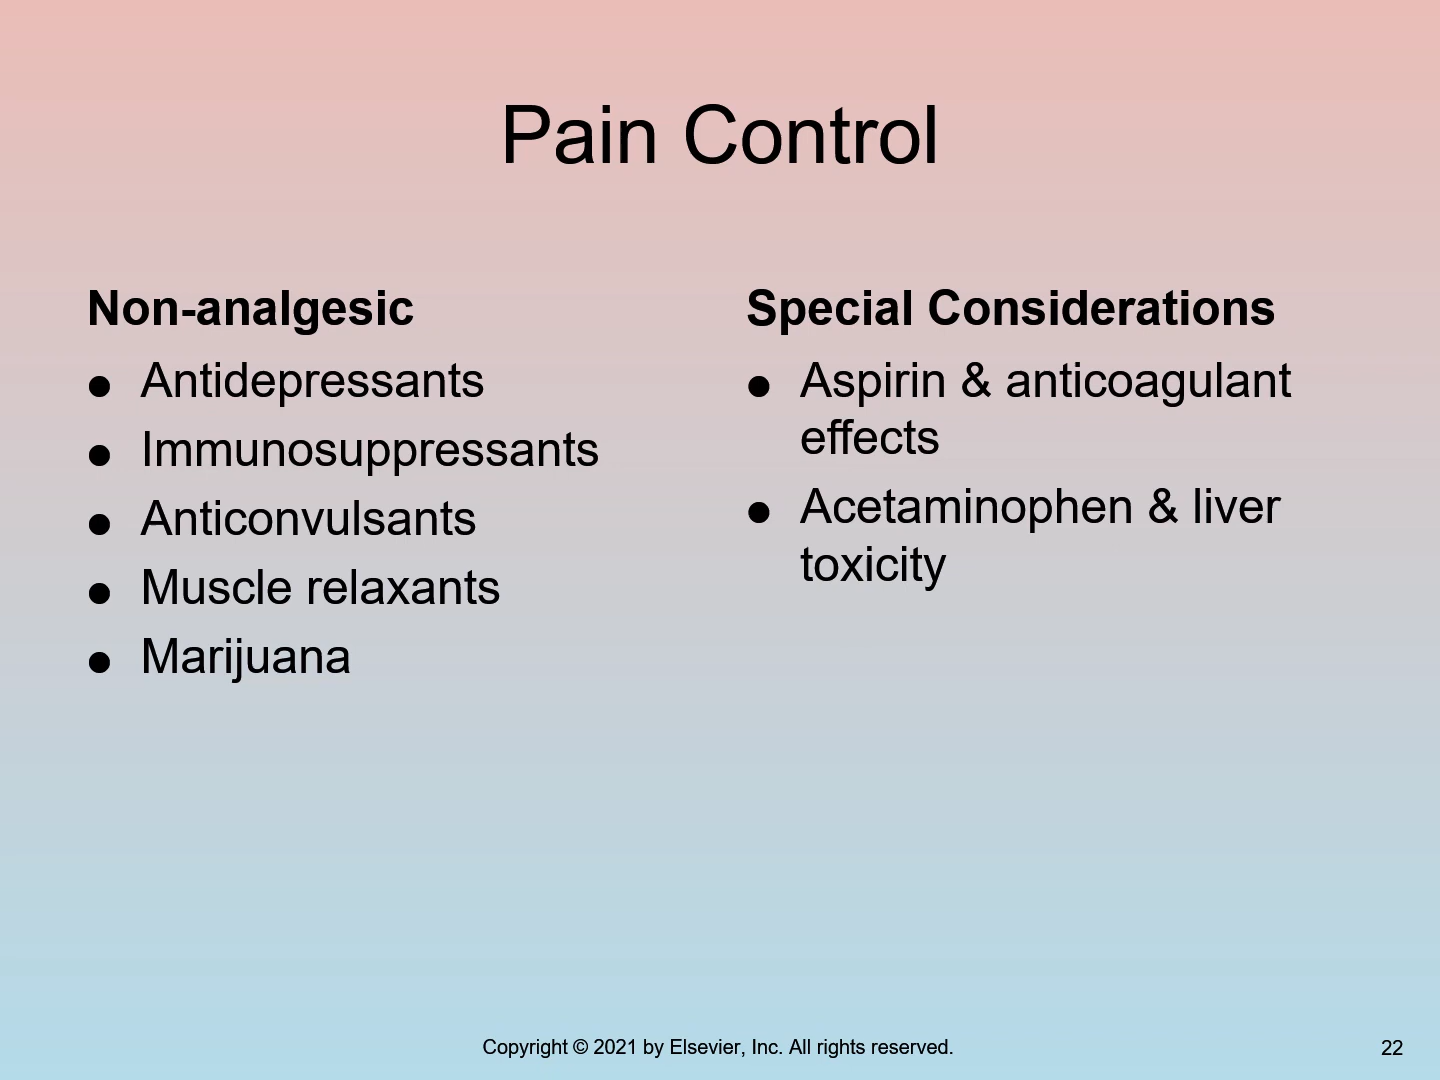 Pain Control
Non-analgesic
● Antidepressants
● Immunosuppressants
● Anticonvulsants
● Muscle relaxants
● Marijuana
Special Considerations
● Aspirin & anticoagulant
effects
● Acetaminophen & liver
toxicity
Copyright © 2021 by Elsevier, Inc. All rights reserved.
22